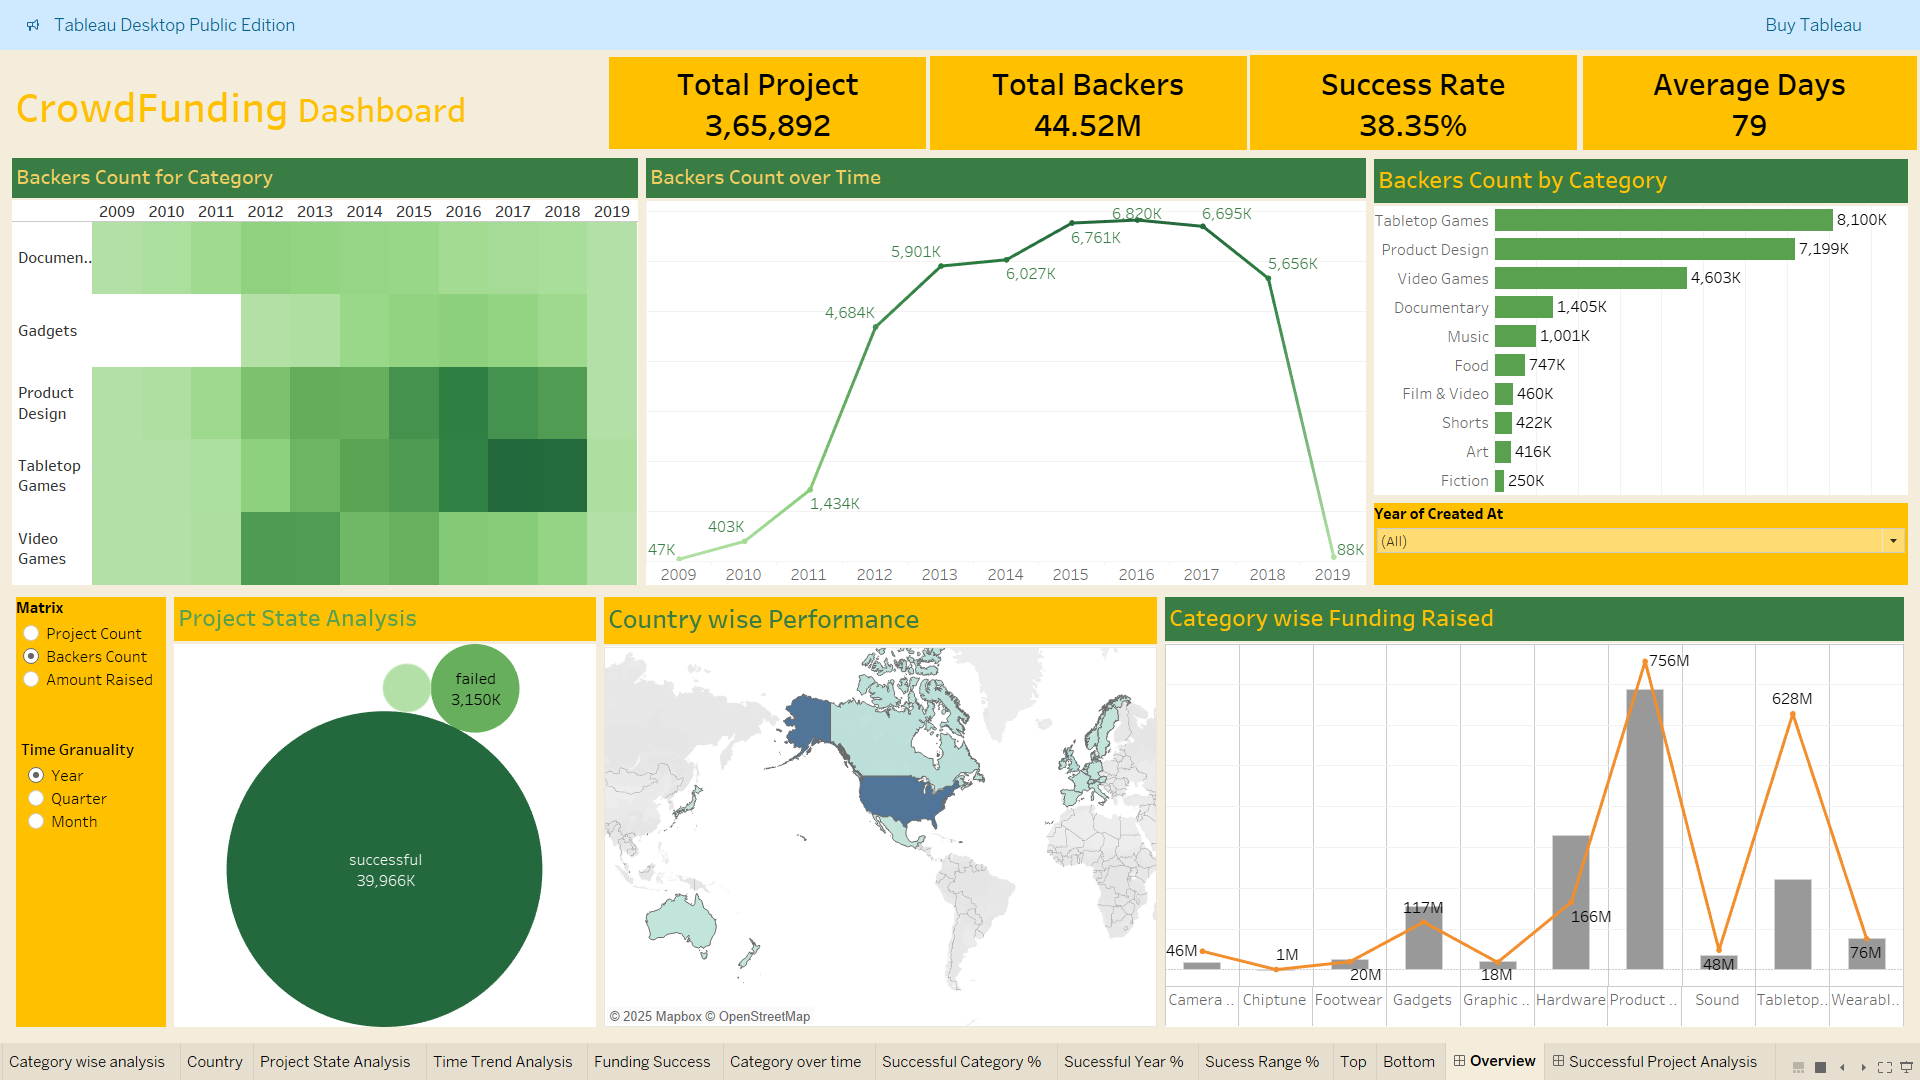 Tableau Desktop Public Edition
Buy Tableau
CrowdFunding Dashboard
Total Project
3,65,892
Total Backers
44.52M
Success Rate
38.35%
Average Days
79
Backers Count for Category
2009 2010 2011 2012 2013 2014 2015 2016 2017 2018 2019
Documen..
Gadgets
Product
Design
Tabletop
Games
Video
Games
Backers Count over Time
47K
403K
1,434K
4,684K
5,901K
6,027K
6,761K
6,820K
6,695K
5,656K
88K
2009 2010 2011 2012 2013 2014 2015 2016 2017 2018 2019
Backers Count by Category
Tabletop Games 8,100K
Product Design 7,199K
Video Games 4,603K
Documentary 1,405K
Music 1,001K
Food 747K
Film & Video 460K
Shorts 422K
Art 416K
Fiction 250K
Year of Created At
(All)
Matrix
Project Count
Backers Count
Amount Raised
Time Granuality
Year
Quarter
Month
Project State Analysis
failed
3,150K
successful
39,966K
Country wise Performance
© 2025 Mapbox © OpenStreetMap
Category wise Funding Raised
46M
1M
20M
117M
18M
166M
756M
48M
628M
76M
Camera .. Chiptune Footwear Gadgets Graphic .. Hardware Product .. Sound Tabletop.. Wearabl..
Category wise analysis Country Project State Analysis Time Trend Analysis Funding Success Category over time Successful Category % Sucessful Year % Sucess Range % Top Bottom Overview Successful Project Analysis